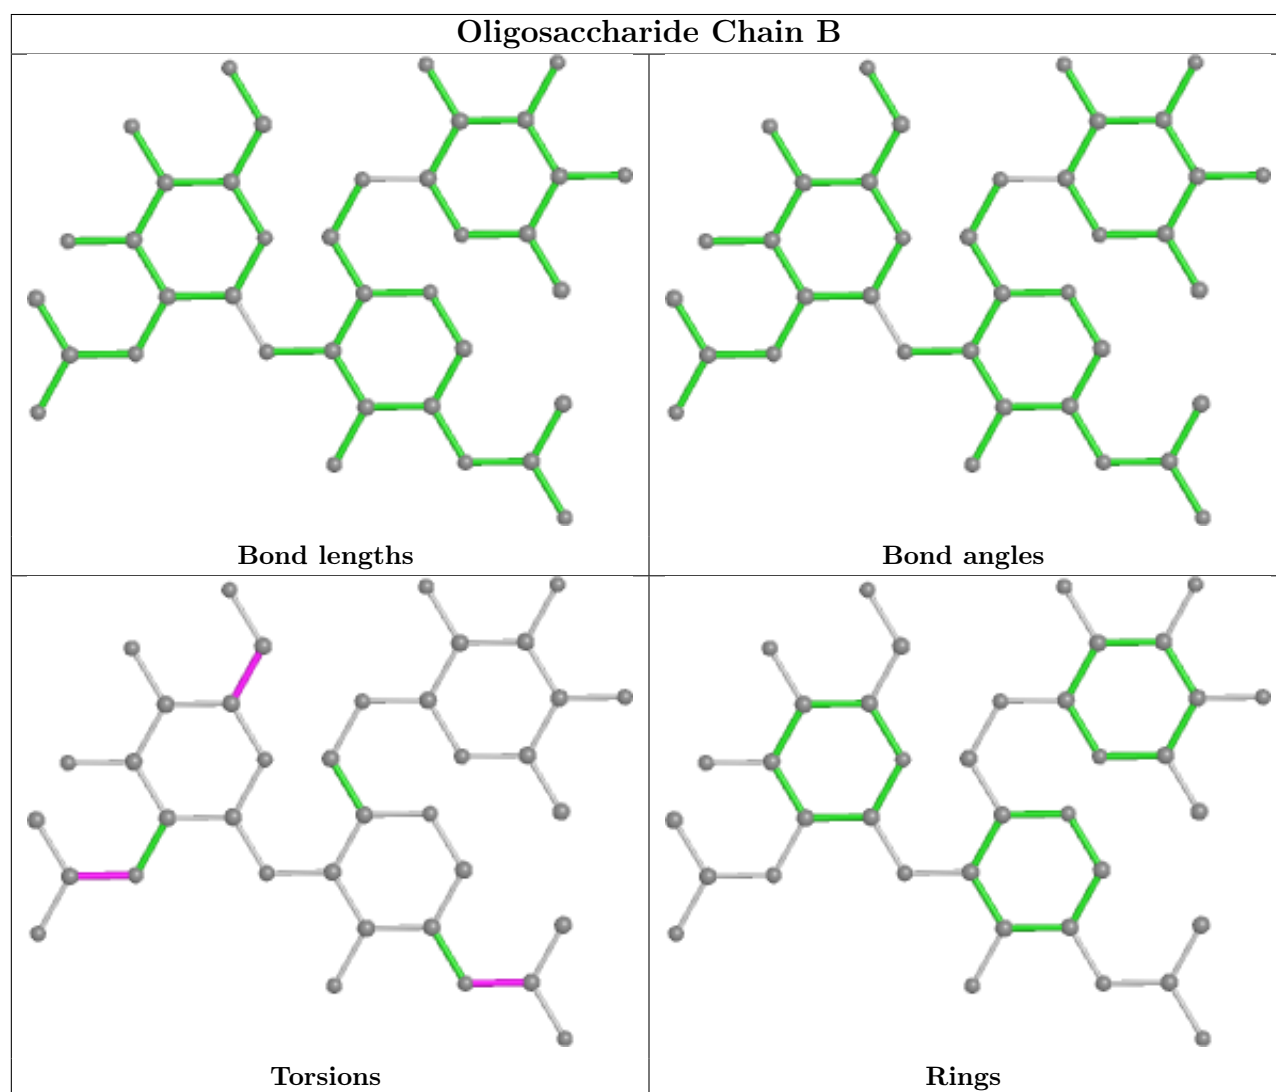 Oligosaccharide Chain B
Bond lengths
Bond angles
Torsions
Rings